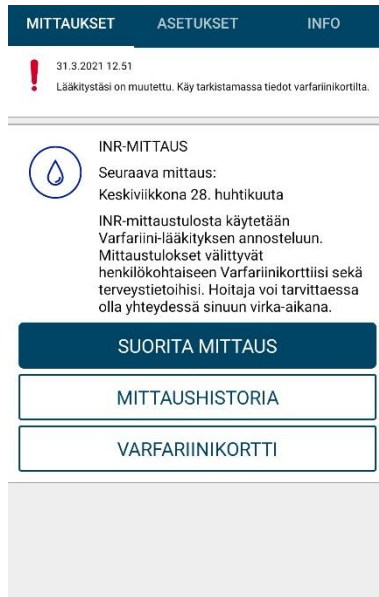 MITTAUKSET ASETUKSET INFO
31.3.2021 12.51
Lääkitystäsi on muutettu. Käy tarkistamassa tiedot varfariinikortilta.
INR-MITTAUS
Seuraava mittaus:
Keskiviikkona 28. huhtikuuta
INR-mittaustulosta käytetään
Varfariini-lääkityksen annosteluun.
Mittaustulokset välittyvät
henkilökohtaiseen Varfariinikorttiisi sekä
terveystietoihisi. Hoitaja voi tarvittaessa
olla yhteydessä sinuun virka-aikana.
SUORITA MITTAUS
MITTAUSHISTORIA
VARFARIINIKORTTI